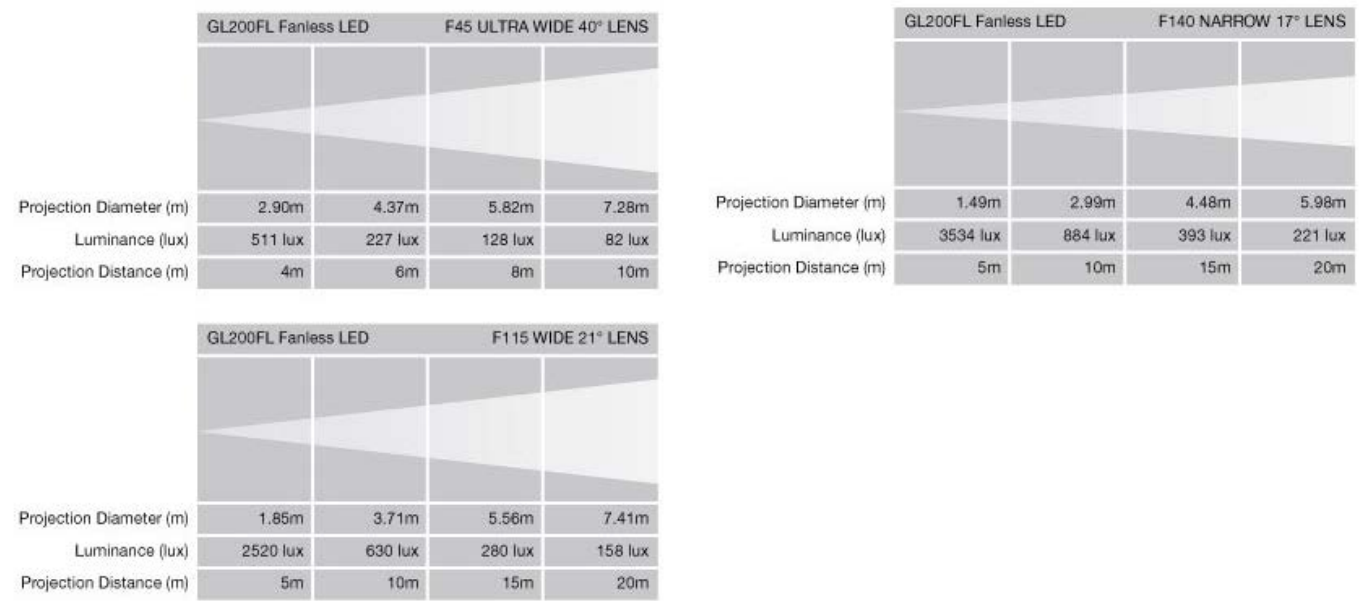 GL200FL Fanless LED F45 ULTRA WIDE 40° LENS
Projection Diameter (m) 2.90m 4.37m 5.82m 7.28m
Luminance (lux) 511 lux 227 lux 128 lux 82 lux
Projection Distance (m) 4m 6m 8m 10m
GL200FL Fanless LED F140 NARROW 17° LENS
Projection Diameter (m) 1.49m 2.99m 4.48m 5.98m
Luminance (lux) 3534 lux 884 lux 393 lux 221 lux
Projection Distance (m) 5m 10m 15m 20m
GL200FL Fanless LED F115 WIDE 21° LENS
Projection Diameter (m) 1.85m 3.71m 5.56m 7.41m
Luminance (lux) 2520 lux 630 lux 280 lux 158 lux
Projection Distance (m) 5m 10m 15m 20m